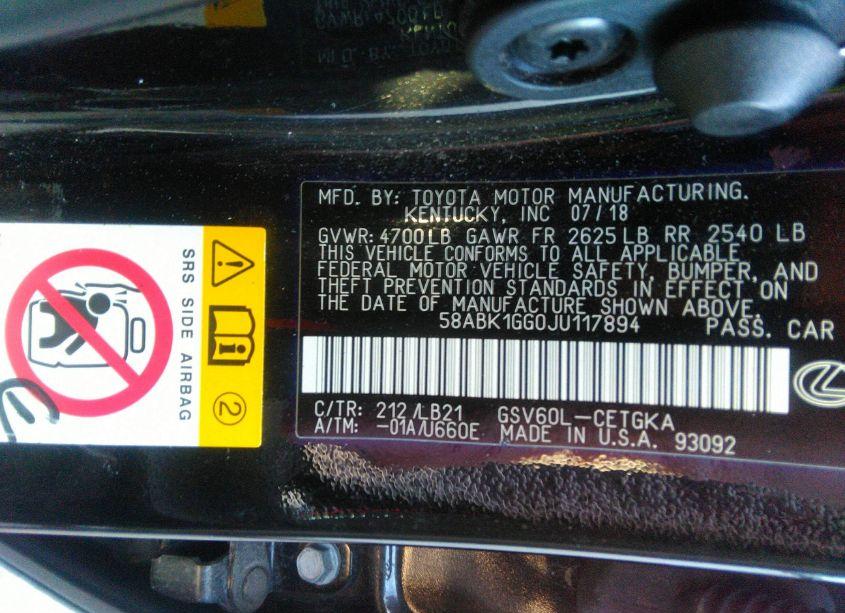 MFD. BY: TOYOTA MOTOR MANUFACTURING.
KENTUCKY, INC 07/18
GVWR: 4700LB GAWR FR 2625 LB RR 2540 LB
THIS VEHICLE CONFORMS TO ALL APPLICABLE
FEDERAL MOTOR VEHICLE SAFETY, BUMPER, AND
THEFT PREVENTION STANDARDS IN EFFECT ON
THE DATE OF MANUFACTURE SHOWN ABOVE.
58ABK1GG0JU117894 PASS. CAR
C/TR: 212/LB21 GSV60L-CETGKA
A/TM: -01A/U660E MADE IN U.S.A. 93092
SRS SIDE AIRBAG
2